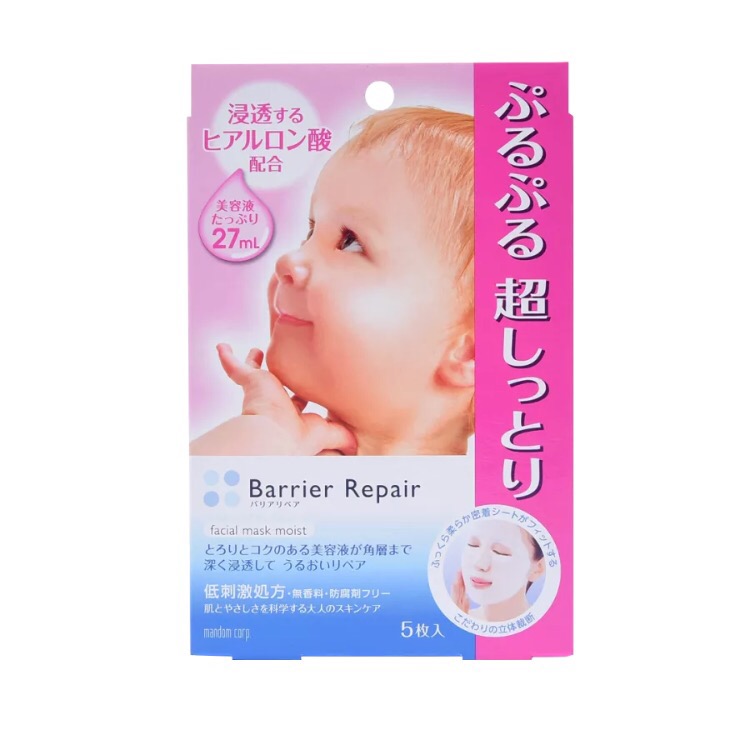 浸透する
ヒアルロン酸
配合
美容液
たっぷり
27mL
ぷるぷる 超しっとり
Barrier Repair
バリアリペア
facial mask moist
とろりとコクのある美容液が角層まで
深く浸透して うるおいリペア
低刺激処方・無香料・防腐剤フリー
肌とやさしさを科学する大人のスキンケア
mandom corp.
5枚入
ふっくら柔らか密着シートがフィットする
こだわりの立体裁断